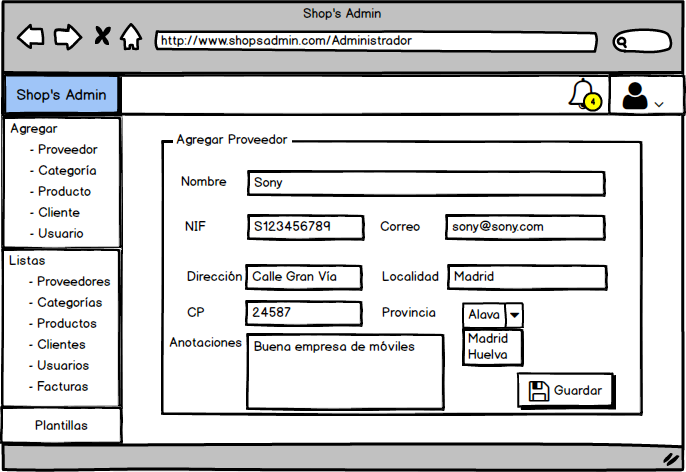 Shop's Admin
http://www.shopsadmin.com/Administrador
Shop's Admin
4
Agregar
- Proveedor
- Categoría
- Producto
- Cliente
- Usuario
Listas
- Proveedores
- Categorías
- Productos
- Clientes
- Usuarios
- Facturas
Plantillas
Agregar Proveedor
Nombre Sony
NIF S123456789 Correo sony@sony.com
Dirección Calle Gran Vía Localidad Madrid
CP 24587 Provincia Alava
Madrid
Huelva
Anotaciones Buena empresa de móviles
Guardar